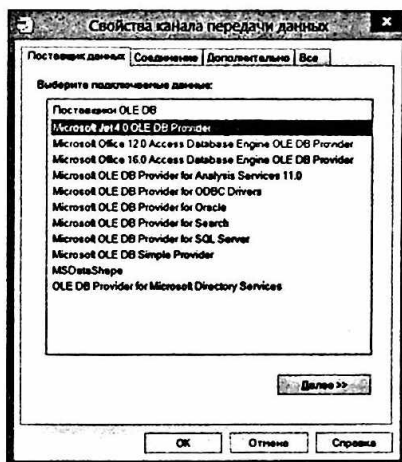 Свойства канала передачи данных
Поставщик данных Соединение Дополнительно Все
Выберите подключаемые данные:
Поставщики OLE DB
Microsoft Jet 4.0 OLE DB Provider
Microsoft Office 12.0 Access Database Engine OLE DB Provider
Microsoft Office 16.0 Access Database Engine OLE DB Provider
Microsoft OLE DB Provider for Analysis Services 11.0
Microsoft OLE DB Provider for ODBC Drivers
Microsoft OLE DB Provider for Oracle
Microsoft OLE DB Provider for Search
Microsoft OLE DB Provider for SQL Server
Microsoft OLE DB Simple Provider
MSDataShape
OLE DB Provider for Microsoft Directory Services
Далее >>
OK Отмена Справка